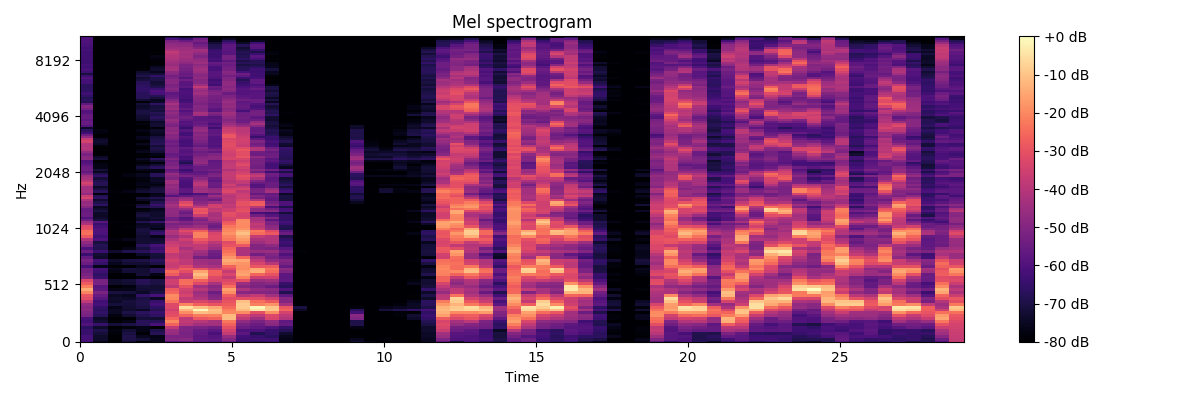 Mel spectrogram
8192
4096
2048
1024
512
0
Hz
0 5 10 15 20 25
Time
+0 dB
-10 dB
-20 dB
-30 dB
-40 dB
-50 dB
-60 dB
-70 dB
-80 dB